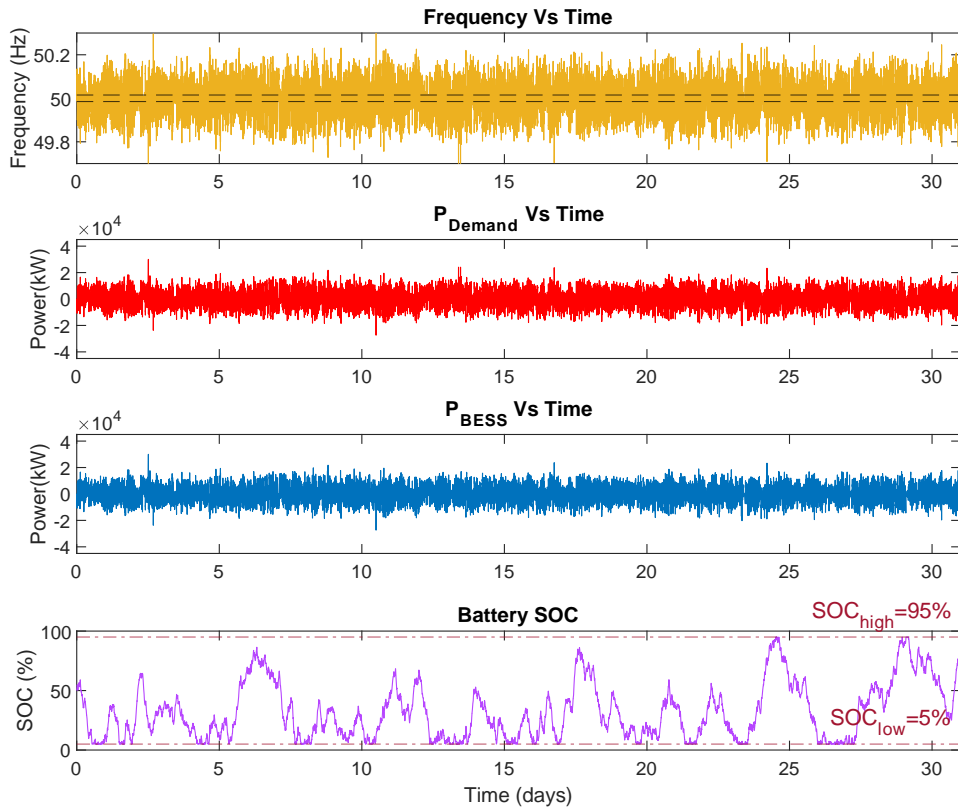 Frequency Vs Time
Frequency (Hz)
50.2
50
49.8
0 5 10 15 20 25 30
P_Demand Vs Time
×10^4
Power(kW)
4
2
0
-2
-4
0 5 10 15 20 25 30
P_BESS Vs Time
×10^4
Power(kW)
4
2
0
-2
-4
0 5 10 15 20 25 30
Battery SOC
SOC_high=95%
SOC (%)
100
50
0
SOC_low=5%
0 5 10 15 20 25 30
Time (days)